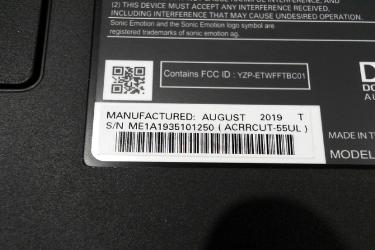 (2) THIS DEVICE MUST ACCEPT ANY INTERFERENCE RECEIVED,
INCLUDING INTERFERENCE THAT MAY CAUSE UNDESIRED OPERATION.
Sonic Emotion and the Sonic Emotion logo symbol are
registered trademarks of sonic emotion ag.
Contains FCC ID : YZP-ETWFFTBC01
MANUFACTURED: AUGUST 2019 T
S/N ME1A1935101250 ( ACRRCUT-55UL )
MADE IN
MODEL